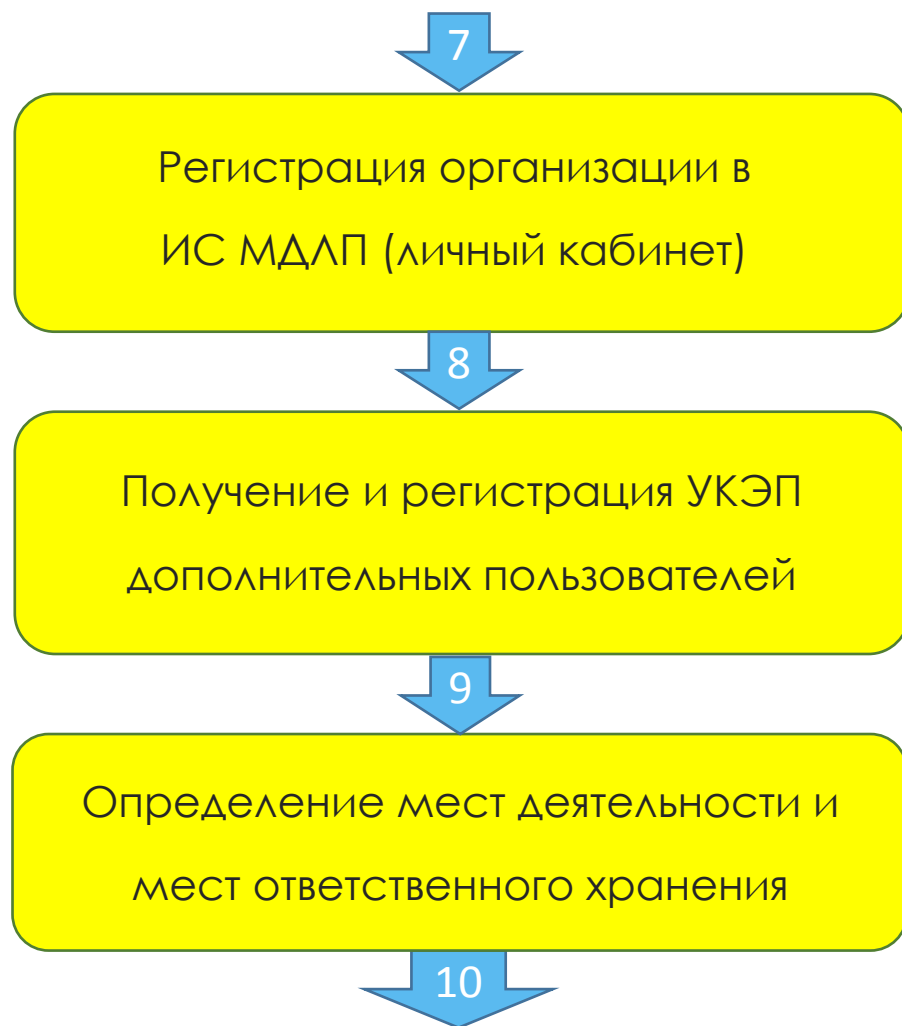 7
Регистрация организации в
ИС МДЛП (личный кабинет)
8
Получение и регистрация УКЭП
дополнительных пользователей
9
Определение мест деятельности и
мест ответственного хранения
10